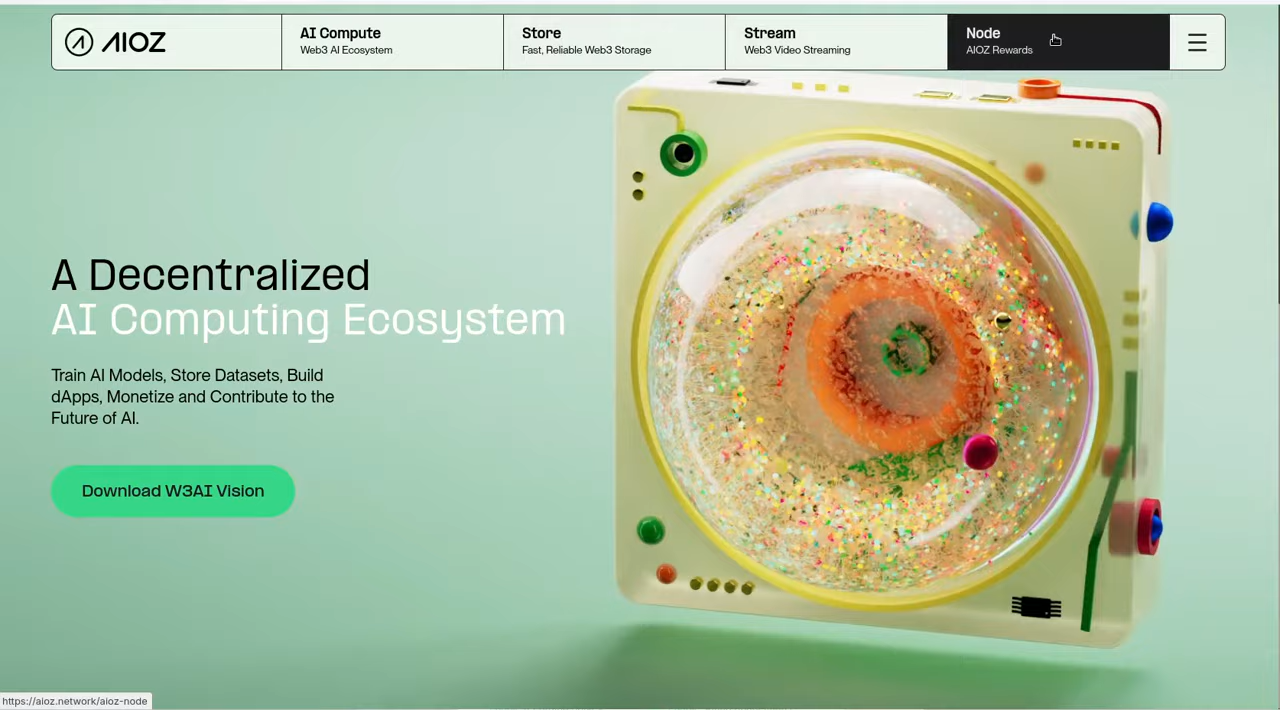 AIOZ
AI Compute
Web3 AI Ecosystem
Store
Fast, Reliable Web3 Storage
Stream
Web3 Video Streaming
Node
AIOZ Rewards
A Decentralized
AI Computing Ecosystem
Train AI Models, Store Datasets, Build
dApps, Monetize and Contribute to the
Future of AI.
Download W3AI Vision
https://aioz.network/aioz-node